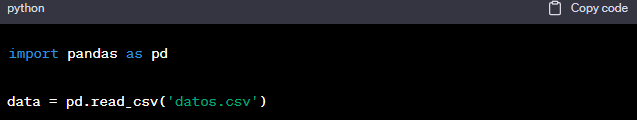 python Copy code
import pandas as pd
data = pd.read_csv('datos.csv')